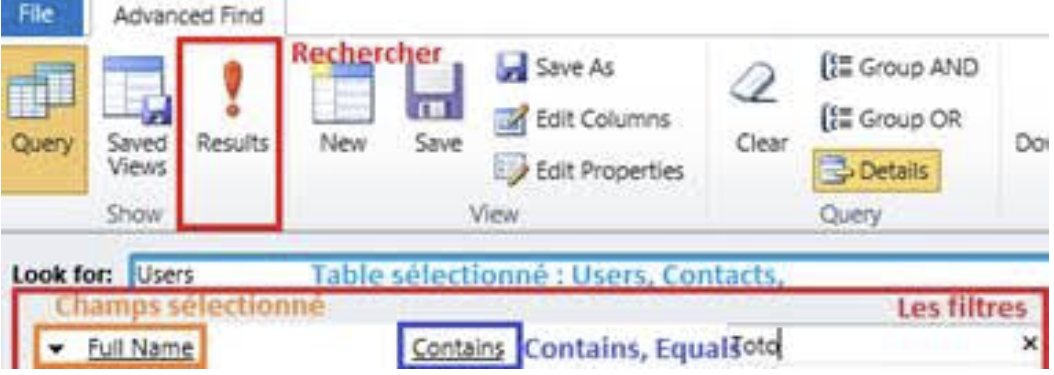 File Advanced Find
Rechercher
Save As Group AND
Edit Columns Group OR
Query Saved Views Results New Save Edit Properties Clear Details
Show View Query
Look for: Users Table sélectionné : Users, Contacts,
Champs sélectionné Les filtres
Full Name Contains Contains, Equals Toto ×